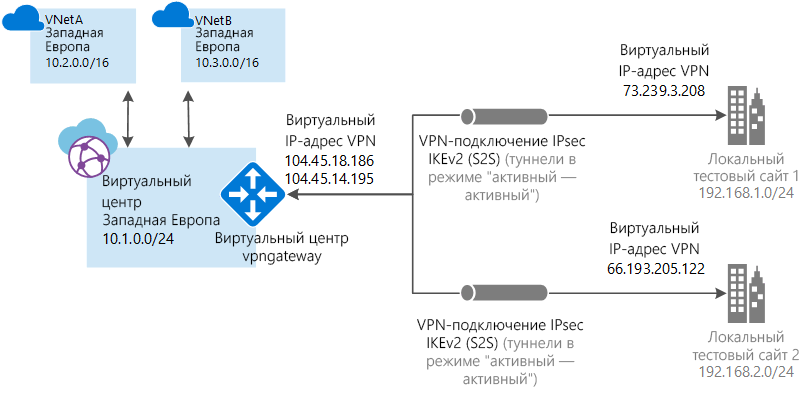 VNetA
Западная
Европа
10.2.0.0/16
VNetB
Западная
Европа
10.3.0.0/16
Виртуальный
центр
Западная Европа
10.1.0.0/24
Виртуальный
IP-адрес VPN
104.45.18.186
104.45.14.195
Виртуальный центр
vpngateway
VPN-подключение IPsec
IKEv2 (S2S) (туннели в
режиме "активный —
активный")
Виртуальный
IP-адрес VPN
73.239.3.208
Локальный
тестовый сайт 1
192.168.1.0/24
VPN-подключение IPsec
IKEv2 (S2S) (туннели в
режиме "активный —
активный")
Виртуальный
IP-адрес VPN
66.193.205.122
Локальный
тестовый сайт 2
192.168.2.0/24